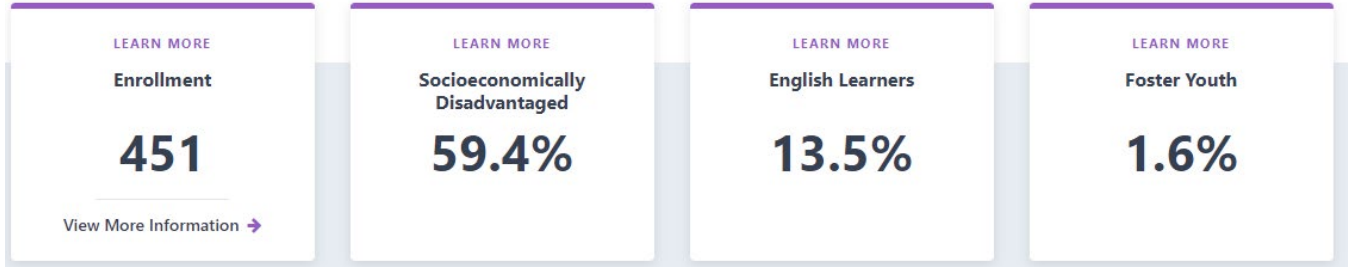 LEARN MORE
Enrollment
451
View More Information
LEARN MORE
Socioeconomically
Disadvantaged
59.4%
LEARN MORE
English Learners
13.5%
LEARN MORE
Foster Youth
1.6%